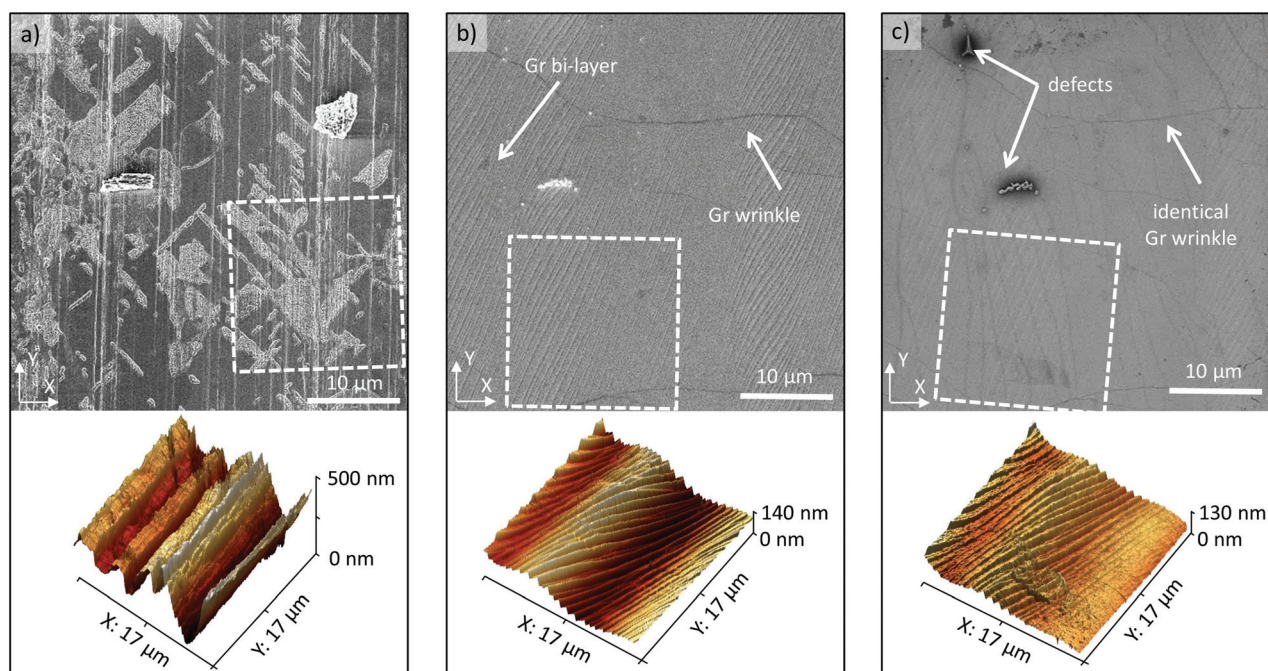 a)
Y
X
10 µm
500 nm
0 nm
X: 17 µm
Y: 17 µm
b)
Gr bi-layer
Gr wrinkle
Y
X
10 µm
140 nm
0 nm
X: 17 µm
Y: 17 µm
c)
defects
identical
Gr wrinkle
Y
X
10 µm
130 nm
0 nm
X: 17 µm
Y: 17 µm